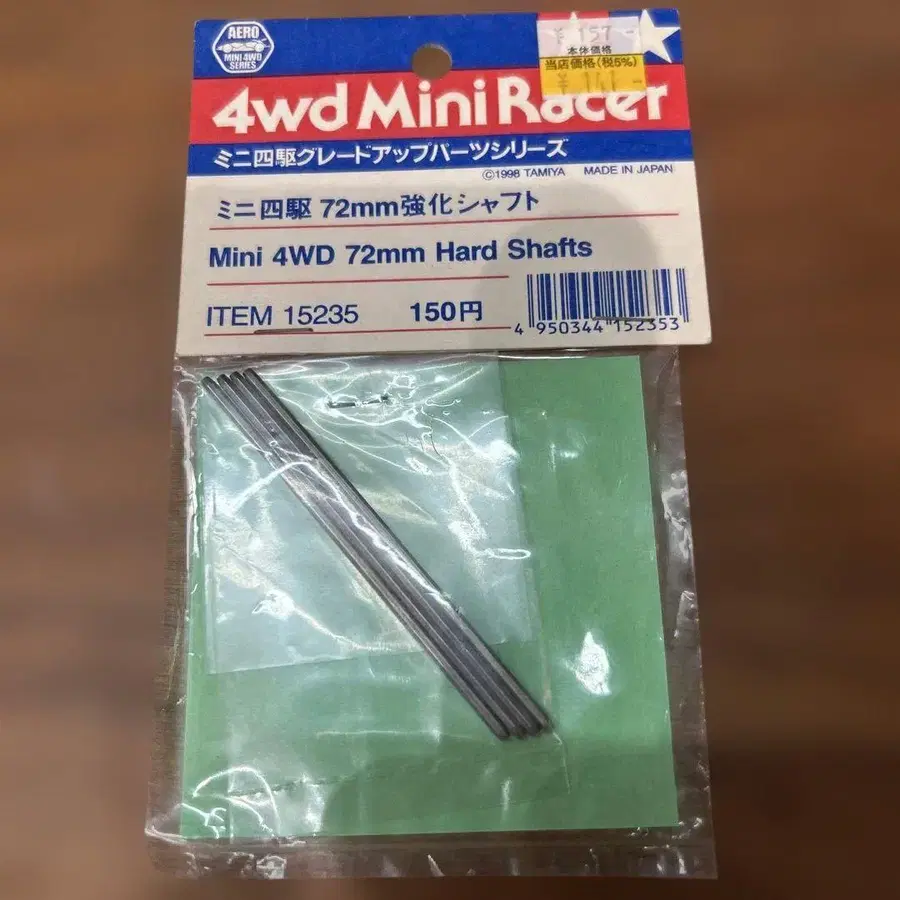 AERO
MINI 4WD
SERIES
¥ 157 -
本体価格
当店価格(税5%)
¥ 141 -
4wd Mini Racer
ミニ四駆グレードアップパーツシリーズ
©1998 TAMIYA MADE IN JAPAN
ミニ四駆 72mm強化シャフト
Mini 4WD 72mm Hard Shafts
ITEM 15235 150円
4 950344 152353